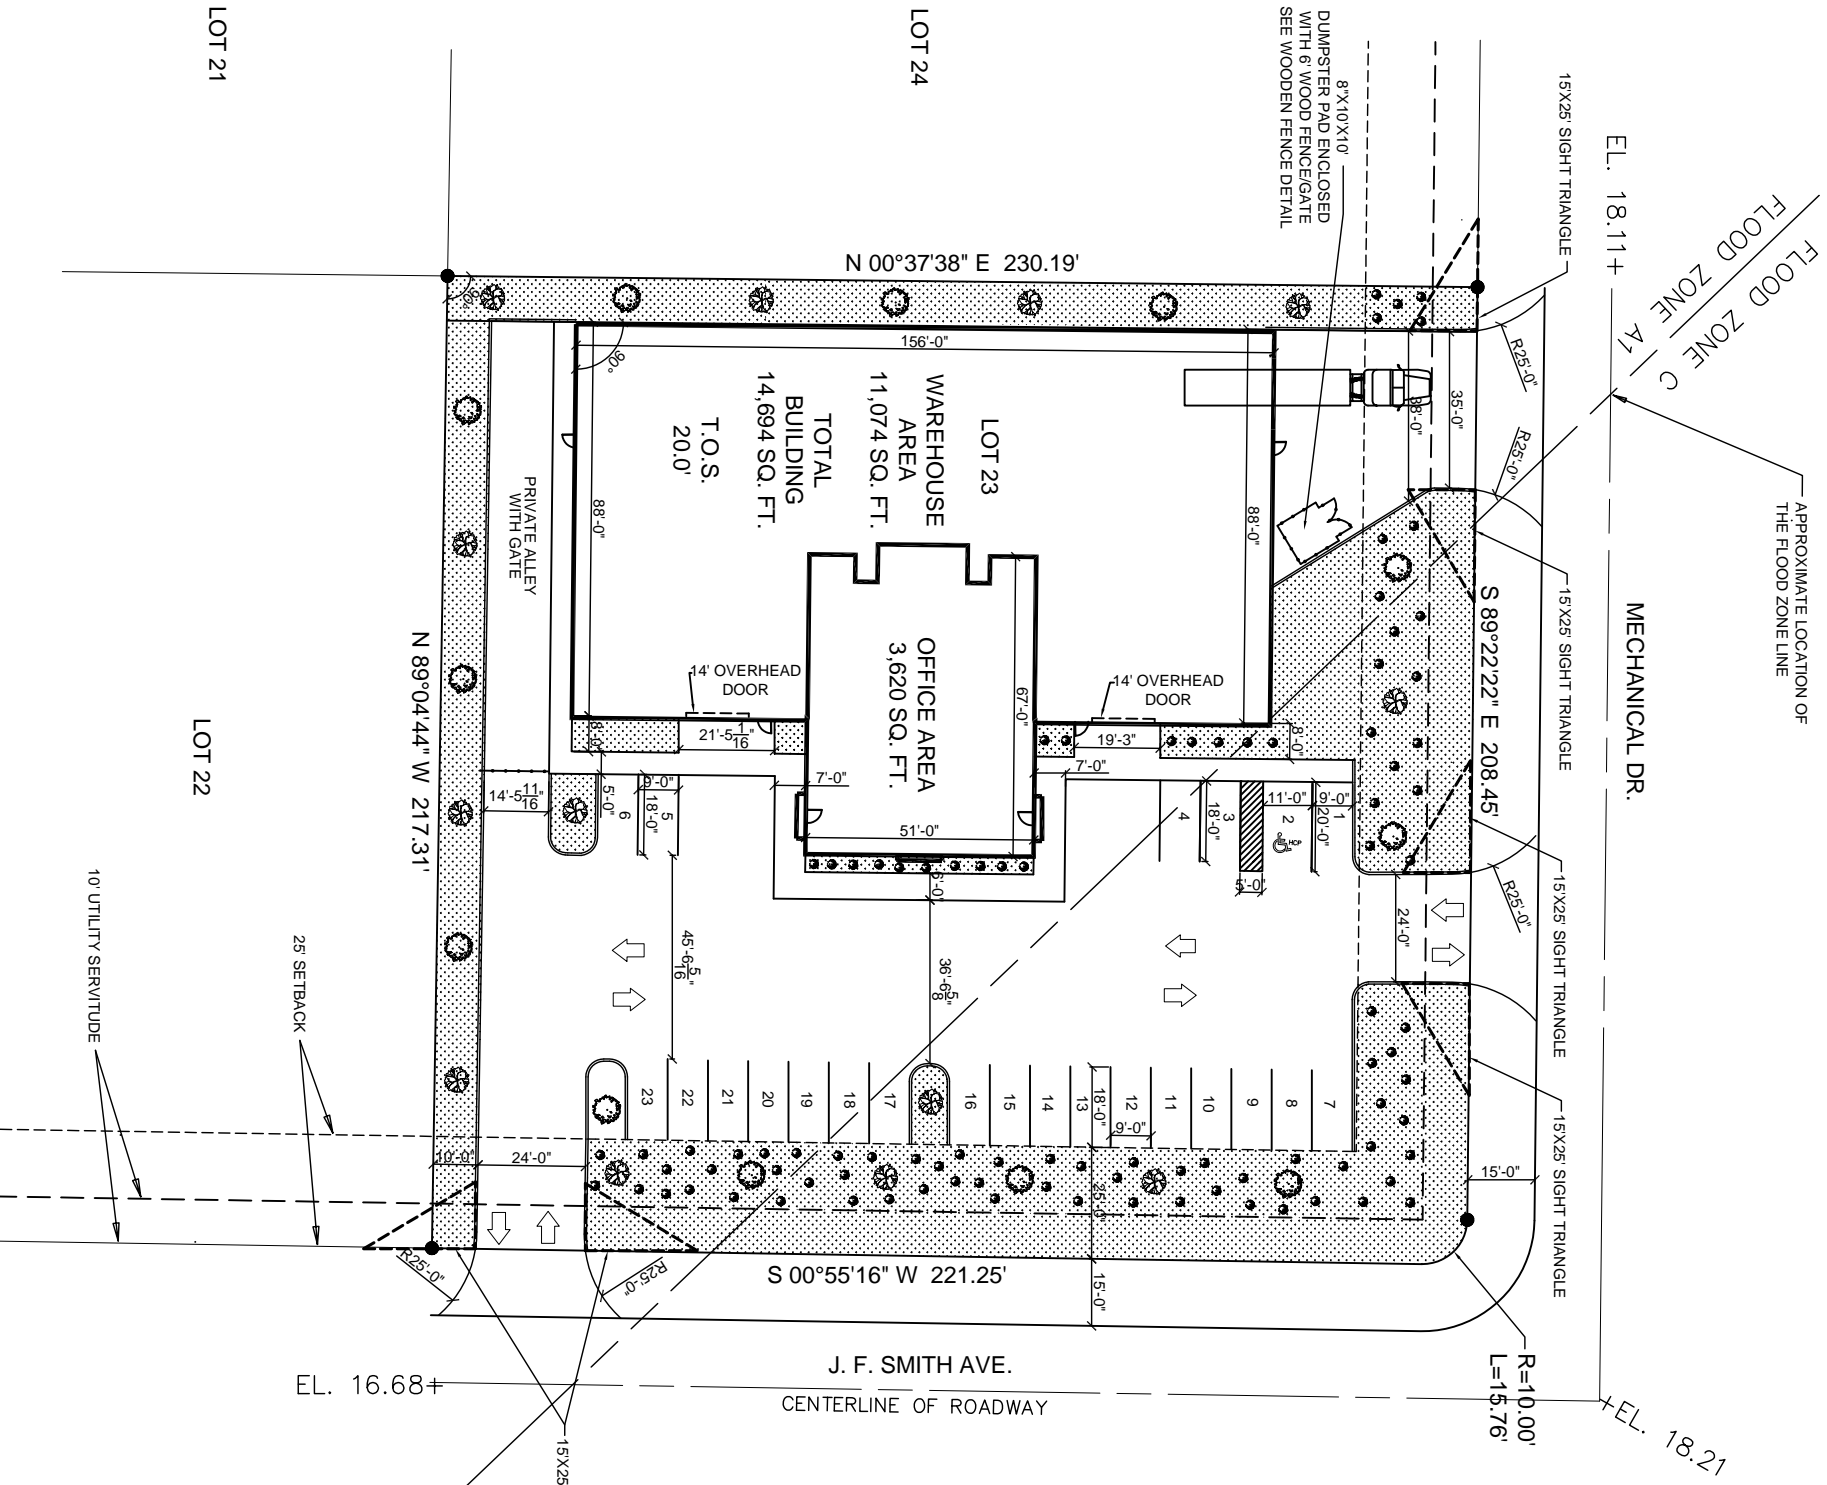 LOT 21
LOT 24
8"X10'X10'
DUMPSTER PAD ENCLOSED
WITH 6' WOOD FENCE/GATE
SEE WOODEN FENCE DETAIL
15'X25' SIGHT TRIANGLE
EL. 18.11+
FLOOD ZONE A1
FLOOD ZONE C
APPROXIMATE LOCATION OF
THE FLOOD ZONE LINE
MECHANICAL DR.
N 00°37'38" E 230.19'
90°
90°
156'-0"
R25'-0"
R25'-0"
35'-0"
38'-0"
LOT 23
WAREHOUSE
AREA
11,074 SQ. FT.
TOTAL
BUILDING
14,694 SQ. FT.
T.O.S.
20.0'
88'-0"
88'-0"
PRIVATE ALLEY
WITH GATE
OFFICE AREA
3,620 SQ. FT.
67'-0"
51'-0"
14' OVERHEAD
DOOR
14' OVERHEAD
DOOR
S 89°22'22" E 208.45'
15'X25' SIGHT TRIANGLE
15'X25' SIGHT TRIANGLE
15'X25' SIGHT TRIANGLE
N 89°04'44" W 217.31'
LOT 22
8'-0"
21'-5 1/16"
19'-3"
8'-0"
7'-0"
7'-0"
14'-5 11/16"
5'-0"
9'-0"
18'-0"
6
5
4
3
18'-0"
2
HCP
11'-0"
1
9'-0"
20'-0"
5'-0"
6'-0"
R25'-0"
24'-0"
45'-6 5/16"
36'-6 5/8"
23
22
21
20
19
18
17
16
15
14
13
12
11
10
9
8
7
18'-0"
9'-0"
25'-0"
15'-0"
15'-0"
10'-0"
24'-0"
25' SETBACK
10' UTILITY SERVITUDE
R25'-0"
R25'-0"
S 00°55'16" W 221.25'
J. F. SMITH AVE.
CENTERLINE OF ROADWAY
EL. 16.68+
15'X25
R=10.00'
L=15.76'
+EL. 18.21